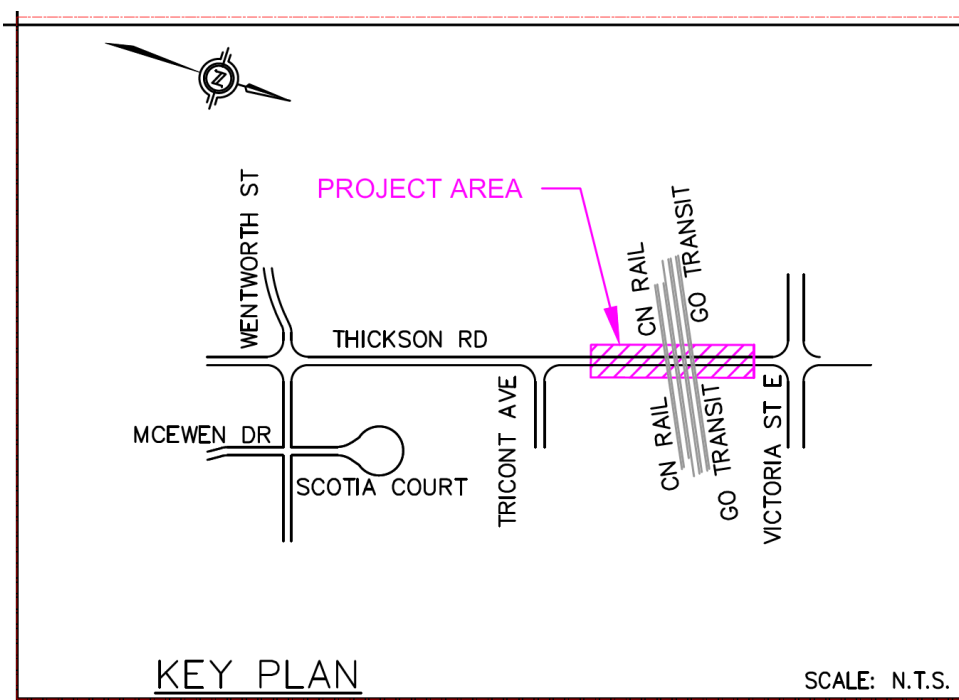 N
WENTWORTH ST
PROJECT AREA
CN RAIL
GO TRANSIT
THICKSON RD
MCEWEN DR
SCOTIA COURT
TRICONT AVE
CN RAIL
GO TRANSIT
VICTORIA ST E
KEY PLAN
SCALE: N.T.S.